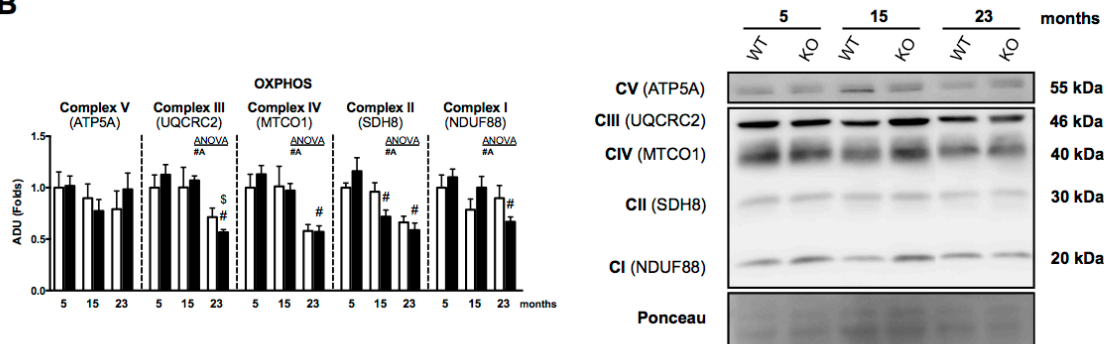 B
OXPHOS
Complex V Complex III Complex IV Complex II Complex I
(ATP5A) (UQCRC2) (MTCO1) (SDH8) (NDUF88)
ANOVA ANOVA ANOVA ANOVA
#A #A #A #A
ADU (Folds)
1.5
1.0
0.5
0.0
$
#
#
#
#
#
5 15 23 5 15 23 5 15 23 5 15 23 5 15 23 months
5 15 23 months
WT KO WT KO WT KO
CV (ATP5A) 55 kDa
CIII (UQCRC2) 46 kDa
CIV (MTCO1) 40 kDa
CII (SDH8) 30 kDa
CI (NDUF88) 20 kDa
Ponceau